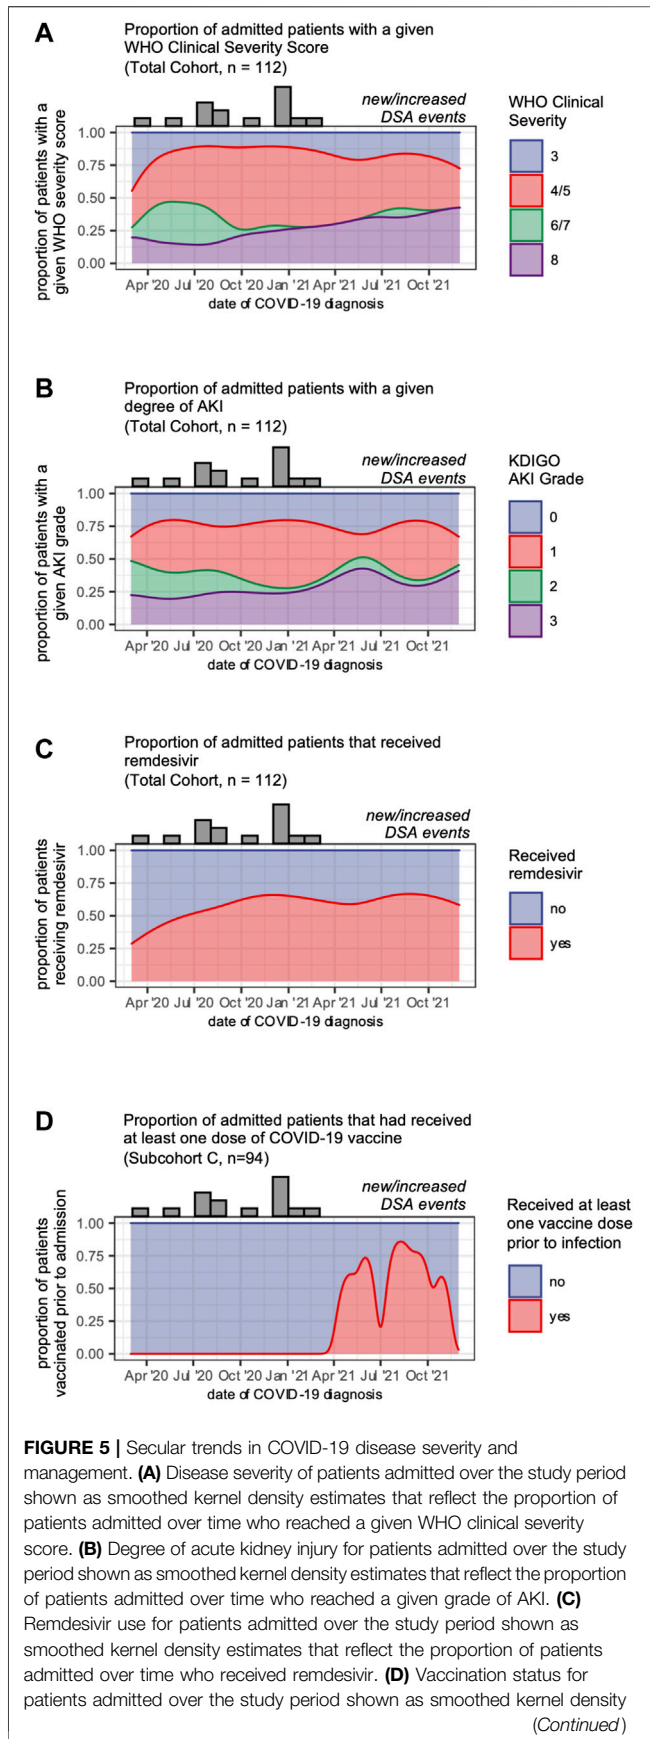 A
Proportion of admitted patients with a given
WHO Clinical Severity Score
(Total Cohort, n = 112)
new/increased
DSA events
proportion of patients with a
given WHO severity score
1.00
0.75
0.50
0.25
0.00
Apr '20 Jul '20 Oct '20 Jan '21 Apr '21 Jul '21 Oct '21
date of COVID-19 diagnosis
WHO Clinical
Severity
3
4/5
6/7
8
B
Proportion of admitted patients with a given
degree of AKI
(Total Cohort, n = 112)
new/increased
DSA events
proportion of patients with a
given AKI grade
1.00
0.75
0.50
0.25
0.00
Apr '20 Jul '20 Oct '20 Jan '21 Apr '21 Jul '21 Oct '21
date of COVID-19 diagnosis
KDIGO
AKI Grade
0
1
2
3
C
Proportion of admitted patients that received
remdesivir
(Total Cohort, n = 112)
new/increased
DSA events
proportion of patients
receiving remdesivir
1.00
0.75
0.50
0.25
0.00
Apr '20 Jul '20 Oct '20 Jan '21 Apr '21 Jul '21 Oct '21
date of COVID-19 diagnosis
Received
remdesivir
no
yes
D
Proportion of admitted patients that had received
at least one dose of COVID-19 vaccine
(Subcohort C, n=94)
new/increased
DSA events
proportion of patients
vaccinated prior to admission
1.00
0.75
0.50
0.25
0.00
Apr '20 Jul '20 Oct '20 Jan '21 Apr '21 Jul '21 Oct '21
date of COVID-19 diagnosis
Received at least
one vaccine dose
prior to infection
no
yes
FIGURE 5 | Secular trends in COVID-19 disease severity and
management. (A) Disease severity of patients admitted over the study period
shown as smoothed kernel density estimates that reflect the proportion of
patients admitted over time who reached a given WHO clinical severity
score. (B) Degree of acute kidney injury for patients admitted over the study
period shown as smoothed kernel density estimates that reflect the proportion
of patients admitted over time who reached a given grade of AKI. (C)
Remdesivir use for patients admitted over the study period shown as
smoothed kernel density estimates that reflect the proportion of patients
admitted over time who received remdesivir. (D) Vaccination status for
patients admitted over the study period shown as smoothed kernel density
(Continued)